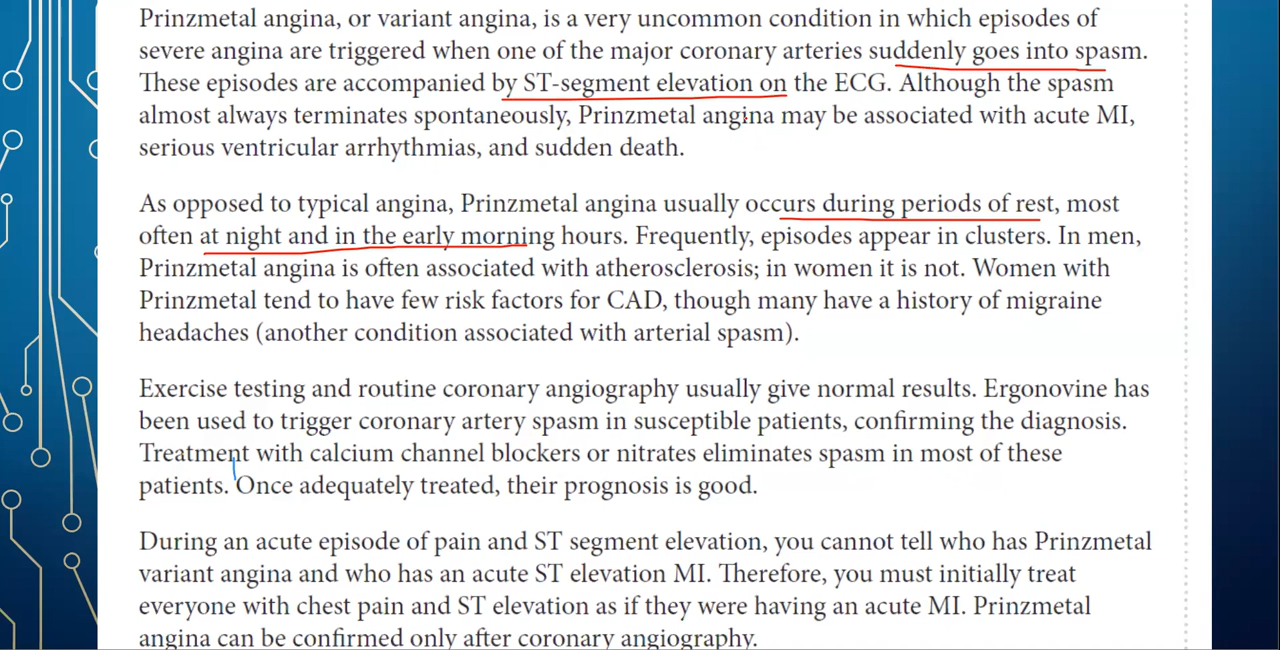 Prinzmetal angina, or variant angina, is a very uncommon condition in which episodes of
severe angina are triggered when one of the major coronary arteries suddenly goes into spasm.
These episodes are accompanied by ST-segment elevation on the ECG. Although the spasm
almost always terminates spontaneously, Prinzmetal angina may be associated with acute MI,
serious ventricular arrhythmias, and sudden death.
As opposed to typical angina, Prinzmetal angina usually occurs during periods of rest, most
often at night and in the early morning hours. Frequently, episodes appear in clusters. In men,
Prinzmetal angina is often associated with atherosclerosis; in women it is not. Women with
Prinzmetal tend to have few risk factors for CAD, though many have a history of migraine
headaches (another condition associated with arterial spasm).
Exercise testing and routine coronary angiography usually give normal results. Ergonovine has
been used to trigger coronary artery spasm in susceptible patients, confirming the diagnosis.
Treatment with calcium channel blockers or nitrates eliminates spasm in most of these
patients. Once adequately treated, their prognosis is good.
During an acute episode of pain and ST segment elevation, you cannot tell who has Prinzmetal
variant angina and who has an acute ST elevation MI. Therefore, you must initially treat
everyone with chest pain and ST elevation as if they were having an acute MI. Prinzmetal
angina can be confirmed only after coronary angiography.